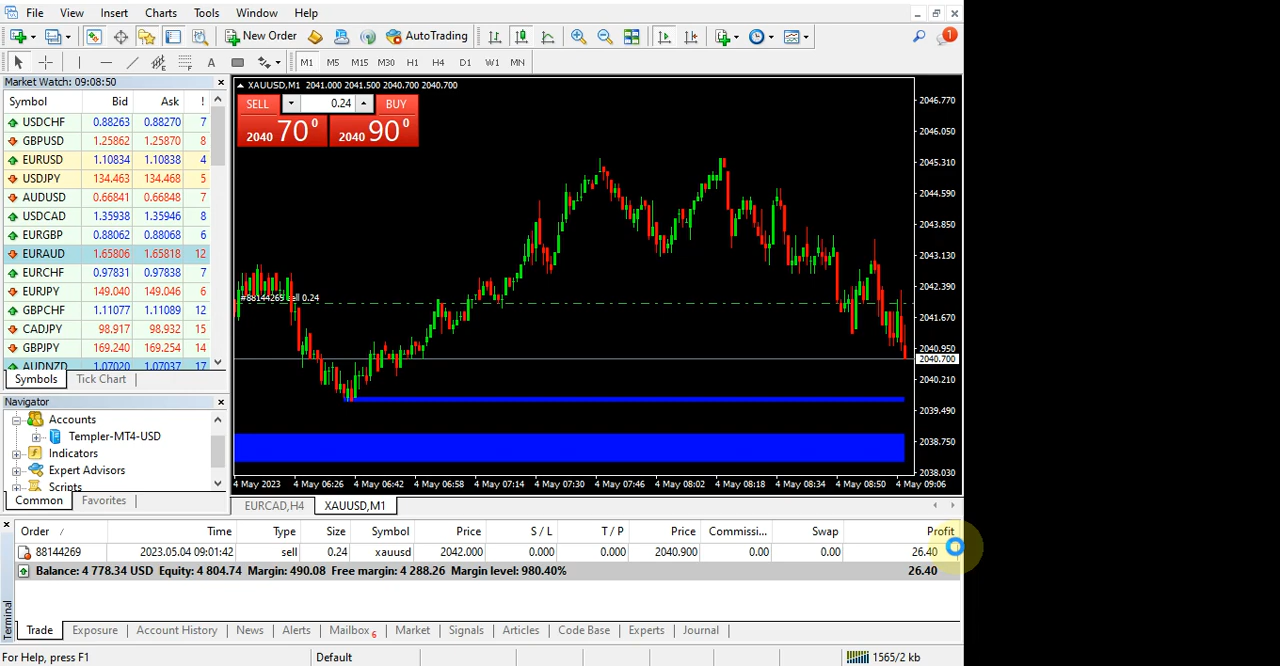 File View Insert Charts Tools Window Help
New Order AutoTrading 1
A M1 M5 M15 M30 H1 H4 D1 W1 MN
Market Watch: 09:08:50
Symbol Bid Ask !
USDCHF 0.88263 0.88270 7
GBPUSD 1.25862 1.25870 8
EURUSD 1.10834 1.10838 4
USDJPY 134.463 134.468 5
AUDUSD 0.66841 0.66848 7
USDCAD 1.35938 1.35946 8
EURGBP 0.88062 0.88068 6
EURAUD 1.65806 1.65818 12
EURCHF 0.97831 0.97838 7
EURJPY 149.040 149.046 6
GBPCHF 1.11077 1.11089 12
CADJPY 98.917 98.932 15
GBPJPY 169.240 169.254 14
AUDNZD 1.07020 1.07037 17
Symbols Tick Chart
Navigator
Accounts
Templer-MT4-USD
Indicators
Expert Advisors
Scripts
Common Favorites
XAUUSD,M1 2041.000 2041.500 2040.700 2040.700
SELL 0.24 BUY
2040 70 0 2040 90 0
#88144269 sell 0.24
2046.770
2046.050
2045.310
2044.590
2043.850
2043.130
2042.390
2041.670
2040.950
2040.700
2040.210
2039.490
2038.750
2038.030
4 May 2023 4 May 06:26 4 May 06:42 4 May 06:58 4 May 07:14 4 May 07:30 4 May 07:46 4 May 08:02 4 May 08:18 4 May 08:34 4 May 08:50 4 May 09:06
EURCAD,H4 XAUUSD,M1
Order / Time Type Size Symbol Price S / L T / P Price Commissi... Swap Profit
88144269 2023.05.04 09:01:42 sell 0.24 xauusd 2042.000 0.000 0.000 2040.900 0.00 0.00 26.40
Balance: 4 778.34 USD Equity: 4 804.74 Margin: 490.08 Free margin: 4 288.26 Margin level: 980.40% 26.40
Terminal
Trade Exposure Account History News Alerts Mailbox 6 Market Signals Articles Code Base Experts Journal
For Help, press F1 Default 1565/2 kb